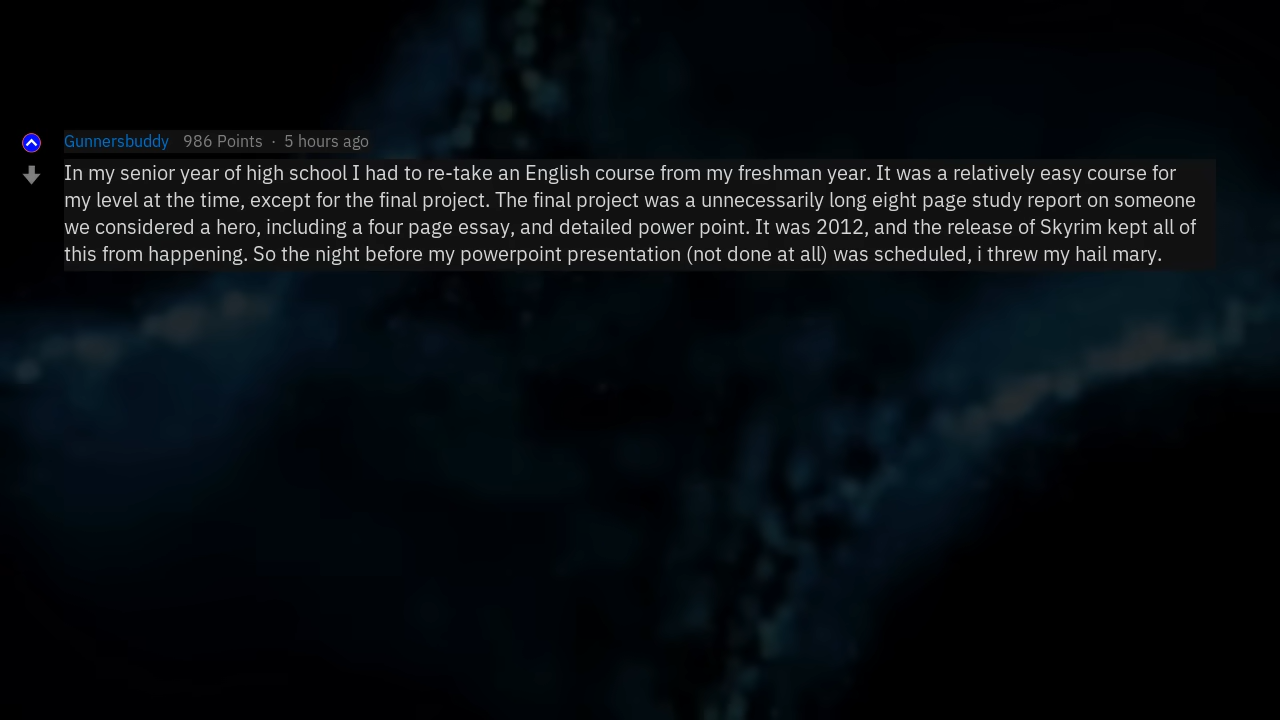 Gunnersbuddy 986 Points · 5 hours ago
In my senior year of high school I had to re-take an English course from my freshman year. It was a relatively easy course for
my level at the time, except for the final project. The final project was a unnecessarily long eight page study report on someone
we considered a hero, including a four page essay, and detailed power point. It was 2012, and the release of Skyrim kept all of
this from happening. So the night before my powerpoint presentation (not done at all) was scheduled, i threw my hail mary.